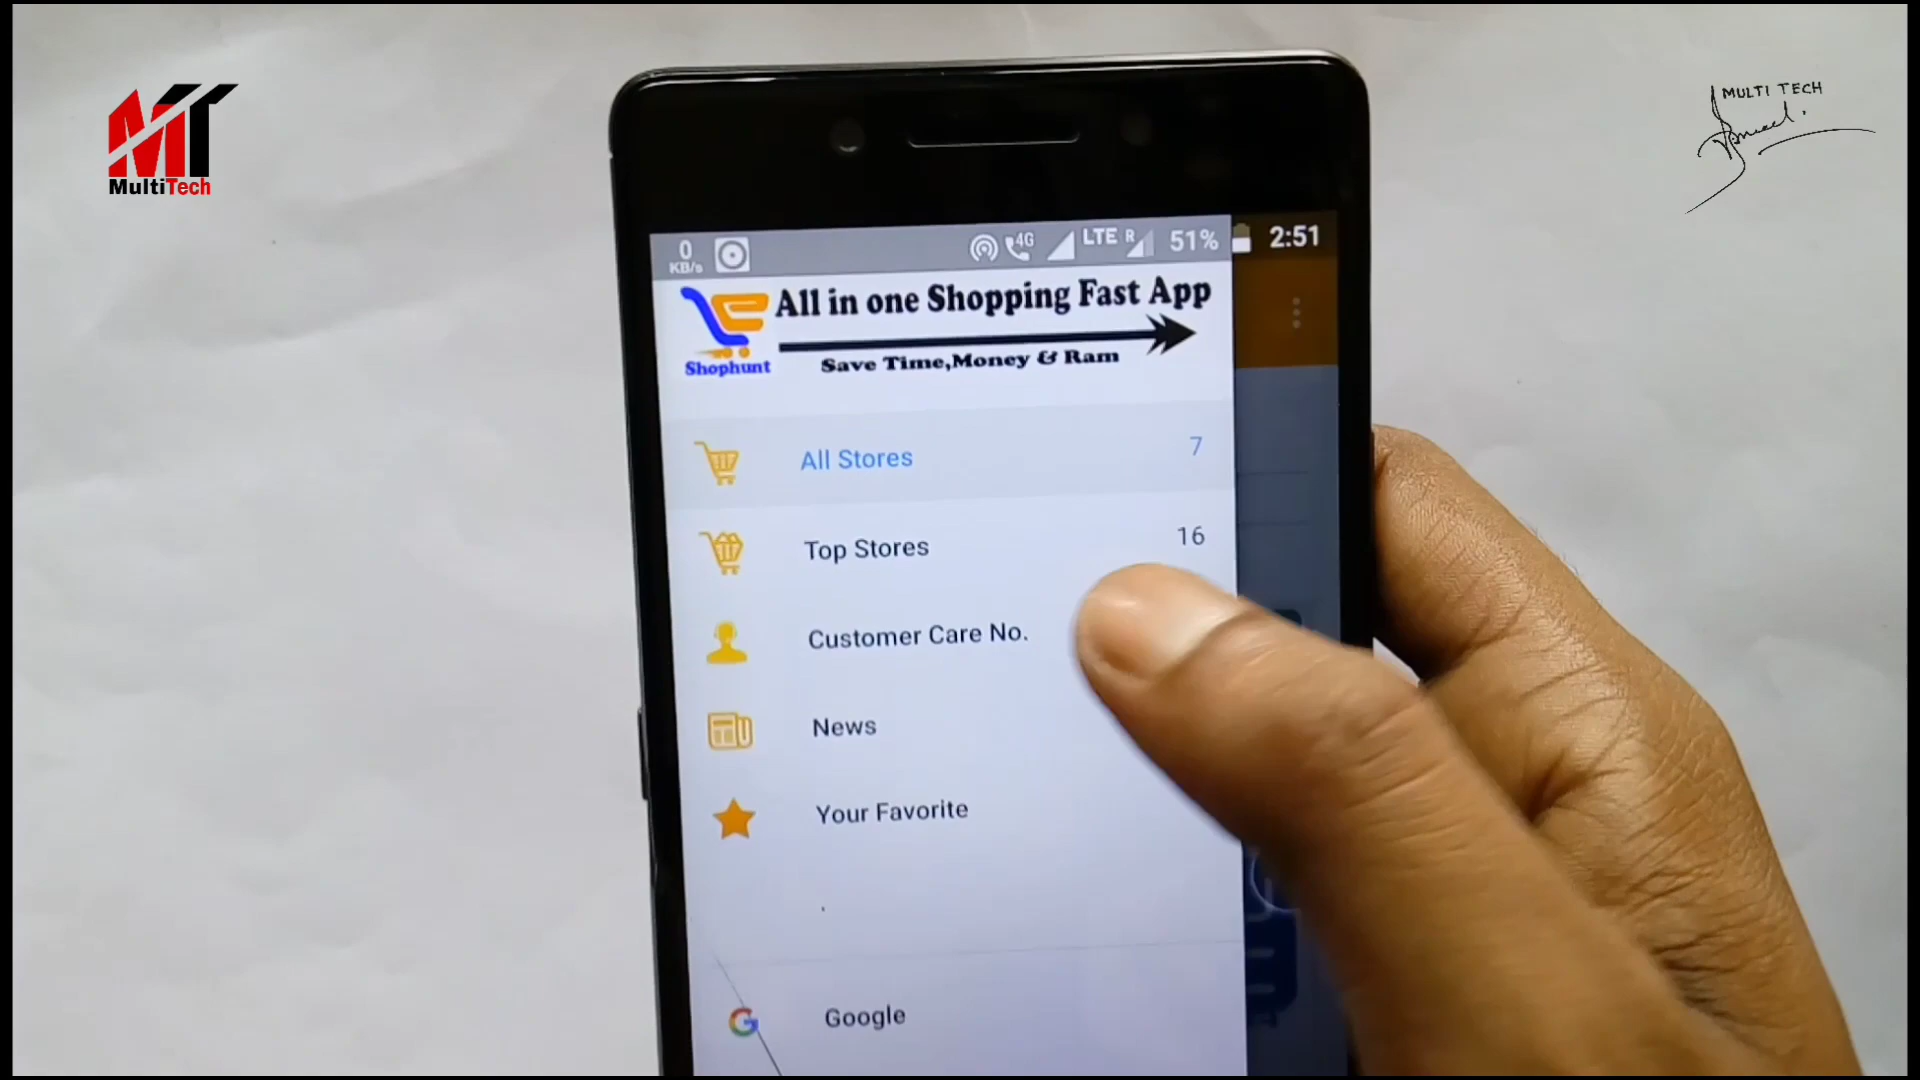 MT
MultiTech
MULTI TECH
0
KB/s
4G
LTE R
51%
2:51
All in one Shopping Fast App
Shophunt
Save Time,Money & Ram
All Stores 7
Top Stores 16
Customer Care No.
News
Your Favorite
Google